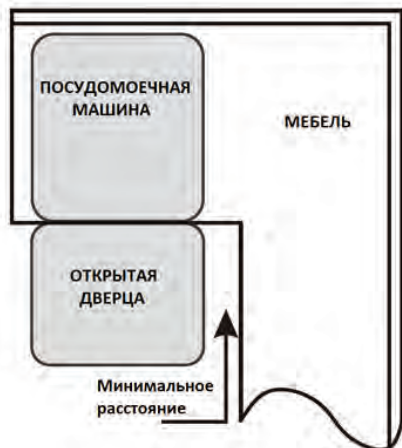 ПОСУДОМОЕЧНАЯ
МАШИНА
МЕБЕЛЬ
ОТКРЫТАЯ
ДВЕРЦА
Минимальное
расстояние